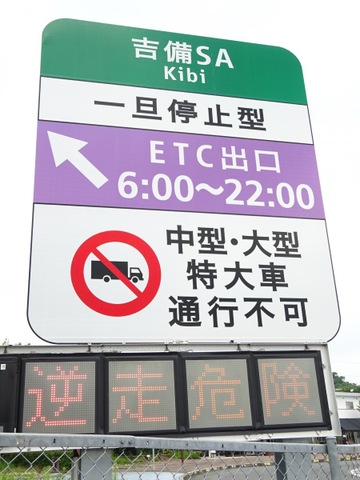 吉備SA
Kibi
一旦停止型
ETC出口
6:00〜22:00
中型・大型
特大車
通行不可
逆走危険